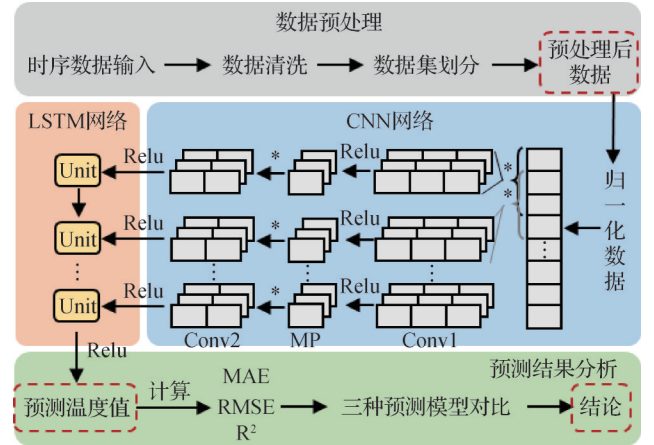 数据预处理
时序数据输入 数据清洗 数据集划分 预处理后
数据
LSTM网络 CNN网络
Relu * Relu *
Unit
*
归一化数据
Relu * Relu
Unit
⋮ ⋮ ⋮ ⋮ ⋮
Relu * Relu
Unit
Conv2 MP Conv1
Relu
预测结果分析
预测温度值 计算 MAE
RMSE
R²
三种预测模型对比 结论